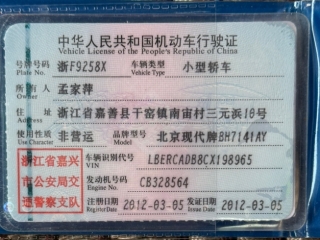 中华人民共和国机动车行驶证
Vehicle License of the People's Republic of China
号牌号码 浙F9258X 车辆类型 小型轿车
Plate No. Vehicle Type
所有人 孟家萍
Owner
住址 浙江省嘉善县干窑镇南宙村三元浜10号
Address
使用性质 非营运 品牌型号 北京现代牌BH7141AY
Use Character Model
浙江省嘉兴
市公安局交
通警察支队
车辆识别代号 LBERCADB8CX198965
VIN
发动机号码 CB328564
Engine No.
注册日期 2012-03-05 发证日期 2012-03-05
Register Date Issue Date